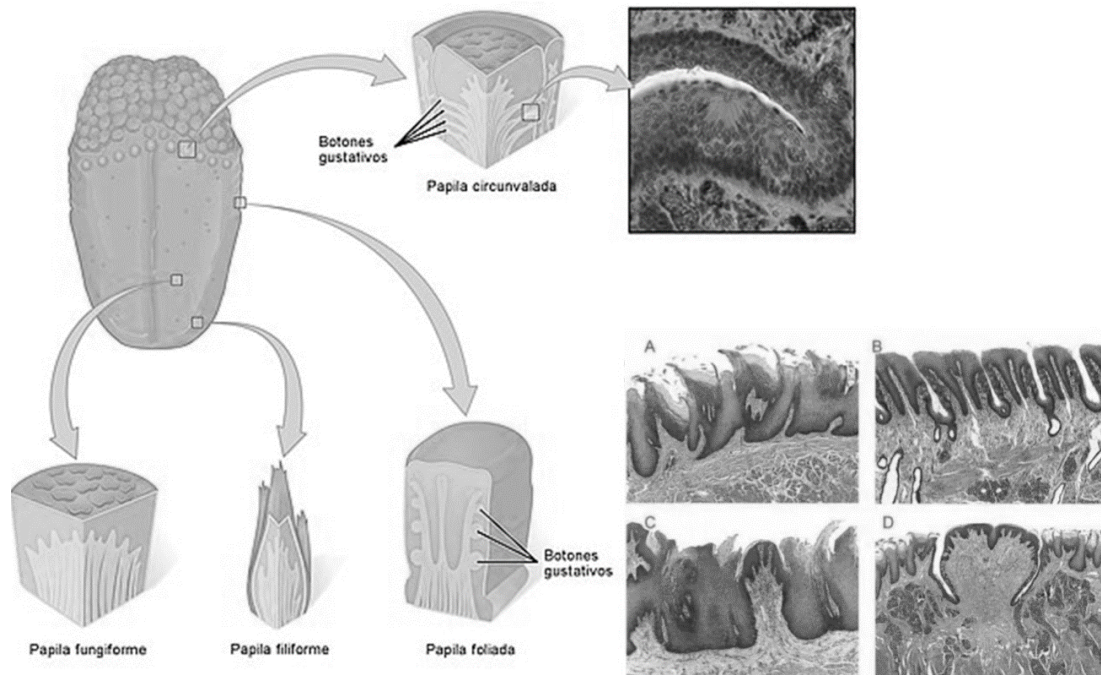 Botones
gustativos
Papila circunvalada
A
B
Botones
gustativos
C
D
Papila fungiforme
Papila filiforme
Papila foliada